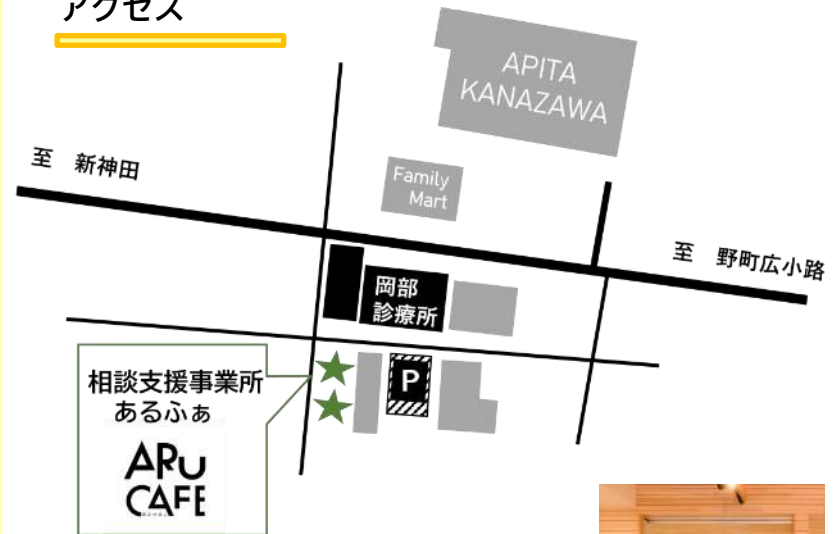 アクセス
APITA
KANAZAWA
至 新神田
Family
Mart
至 野町広小路
岡部
診療所
P
相談支援事業所
あるふぁ
ARU
CAFE